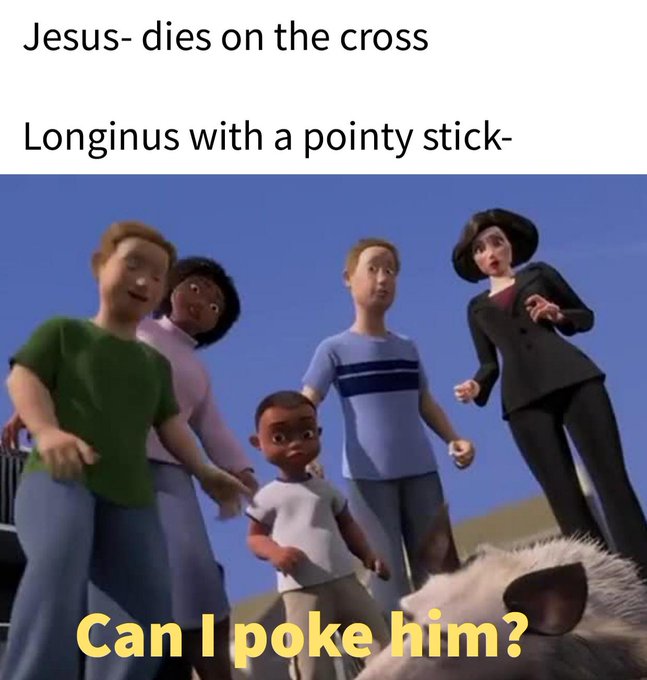 Jesus- dies on the cross
Longinus with a pointy stick-
Can I poke him?